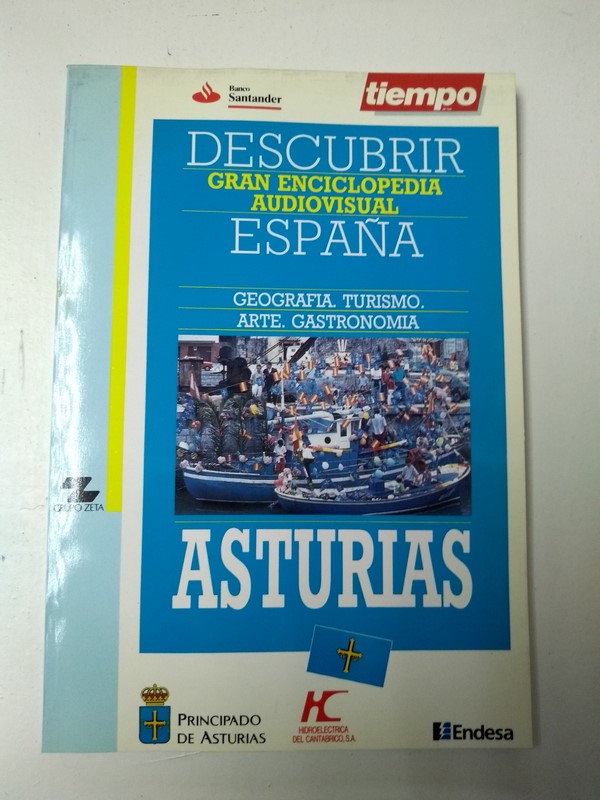 Banco
Santander
tiempo
DESCUBRIR
GRAN ENCICLOPEDIA
AUDIOVISUAL
ESPAÑA
GEOGRAFIA. TURISMO.
ARTE. GASTRONOMIA
GRUPO ZETA
ASTURIAS
PRINCIPADO
DE ASTURIAS
HC
HIDROELECTRICA
DEL CANTABRICO, S.A.
Endesa